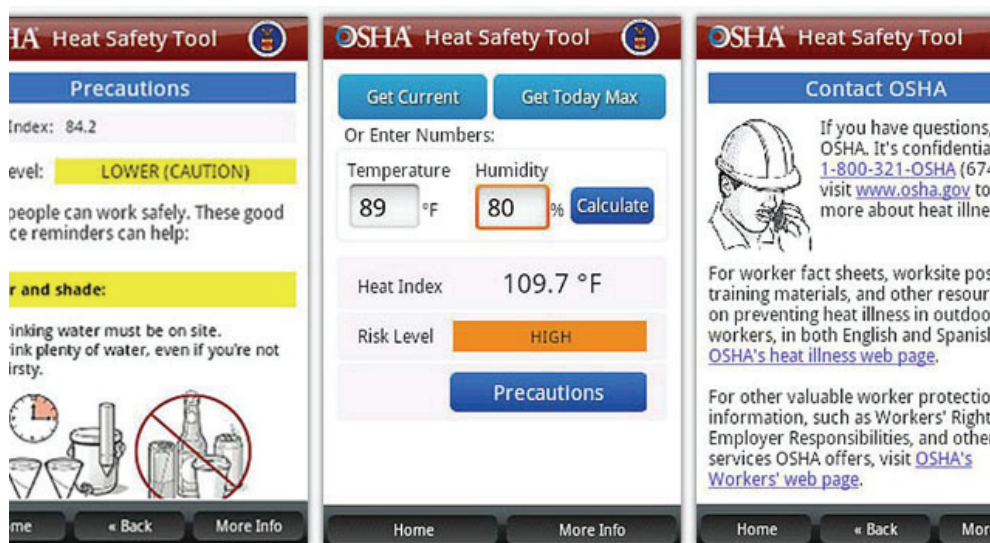 HA Heat Safety Tool
Precautions
Index: 84.2
evel: LOWER (CAUTION)
people can work safely. These good
ce reminders can help:
r and shade:
inking water must be on site.
ink plenty of water, even if you're not
irsty.
me « Back More Info
OSHA Heat Safety Tool
Get Current Get Today Max
Or Enter Numbers:
Temperature Humidity
89 °F 80 % Calculate
Heat Index 109.7 °F
Risk Level HIGH
Precautions
Home More Info
OSHA Heat Safety Tool
Contact OSHA
If you have questions,
OSHA. It's confidentia
1-800-321-OSHA (674
visit www.osha.gov to
more about heat illne
For worker fact sheets, worksite pos
training materials, and other resour
on preventing heat illness in outdoo
workers, in both English and Spanish
OSHA's heat illness web page.
For other valuable worker protectio
information, such as Workers' Right
Employer Responsibilities, and other
services OSHA offers, visit OSHA's
Workers' web page.
Home « Back Mor